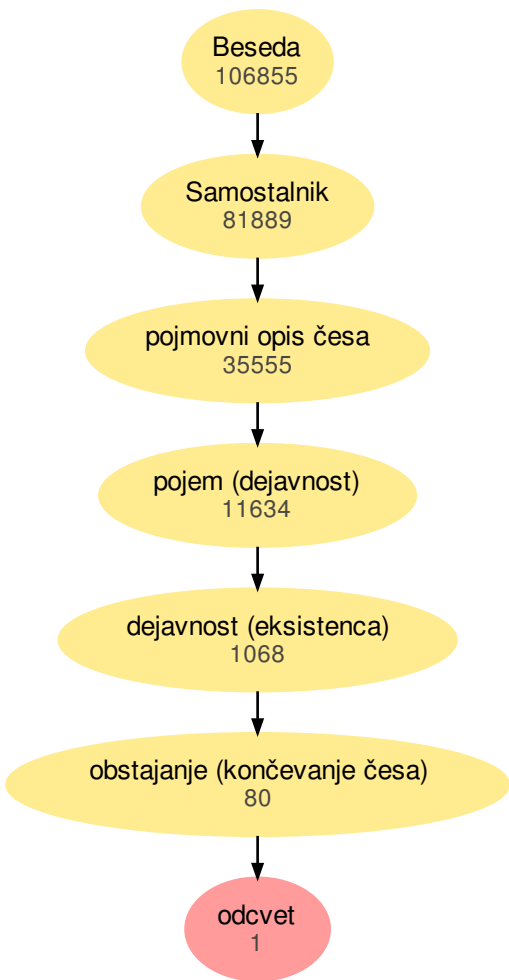 Beseda
106855
Samostalnik
81889
pojmovni opis česa
35555
pojem (dejavnost)
11634
dejavnost (eksistenca)
1068
obstajanje (končevanje česa)
80
odcvet
1